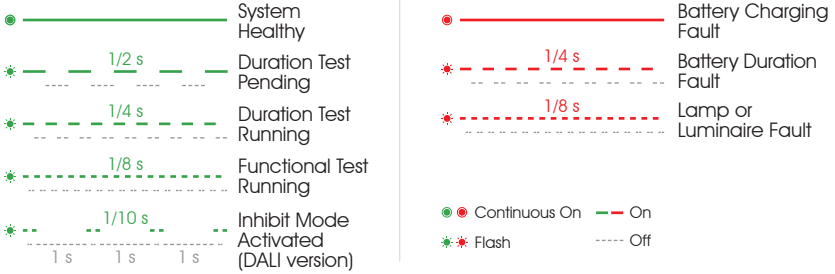 System
Healthy
1/2 s
Duration Test
Pending
1/4 s
Duration Test
Running
1/8 s
Functional Test
Running
1/10 s
Inhibit Mode
Activated
(DALI version)
1 s 1 s 1 s
Battery Charging
Fault
1/4 s
Battery Duration
Fault
1/8 s
Lamp or
Luminaire Fault
Continuous On
On
Flash
Off